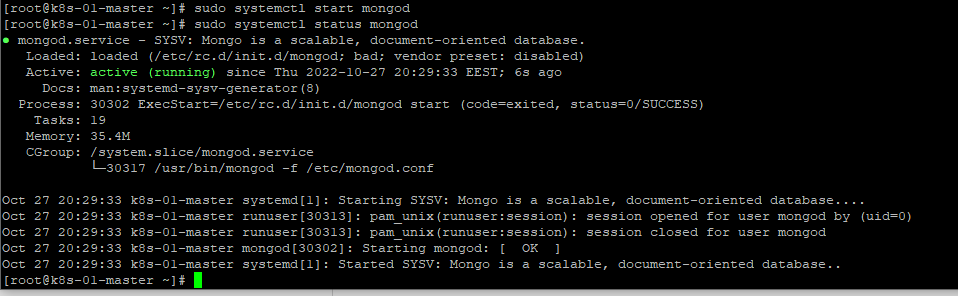 [root@k8s-01-master ~]# sudo systemctl start mongod
[root@k8s-01-master ~]# sudo systemctl status mongod
● mongod.service - SYSV: Mongo is a scalable, document-oriented database.
   Loaded: loaded (/etc/rc.d/init.d/mongod; bad; vendor preset: disabled)
   Active: active (running) since Thu 2022-10-27 20:29:33 EEST; 6s ago
     Docs: man:systemd-sysv-generator(8)
  Process: 30302 ExecStart=/etc/rc.d/init.d/mongod start (code=exited, status=0/SUCCESS)
    Tasks: 19
   Memory: 35.4M
   CGroup: /system.slice/mongod.service
           └─30317 /usr/bin/mongod -f /etc/mongod.conf

Oct 27 20:29:33 k8s-01-master systemd[1]: Starting SYSV: Mongo is a scalable, document-oriented database....
Oct 27 20:29:33 k8s-01-master runuser[30313]: pam_unix(runuser:session): session opened for user mongod by (uid=0)
Oct 27 20:29:33 k8s-01-master runuser[30313]: pam_unix(runuser:session): session closed for user mongod
Oct 27 20:29:33 k8s-01-master mongod[30302]: Starting mongod: [  OK  ]
Oct 27 20:29:33 k8s-01-master systemd[1]: Started SYSV: Mongo is a scalable, document-oriented database..
[root@k8s-01-master ~]#